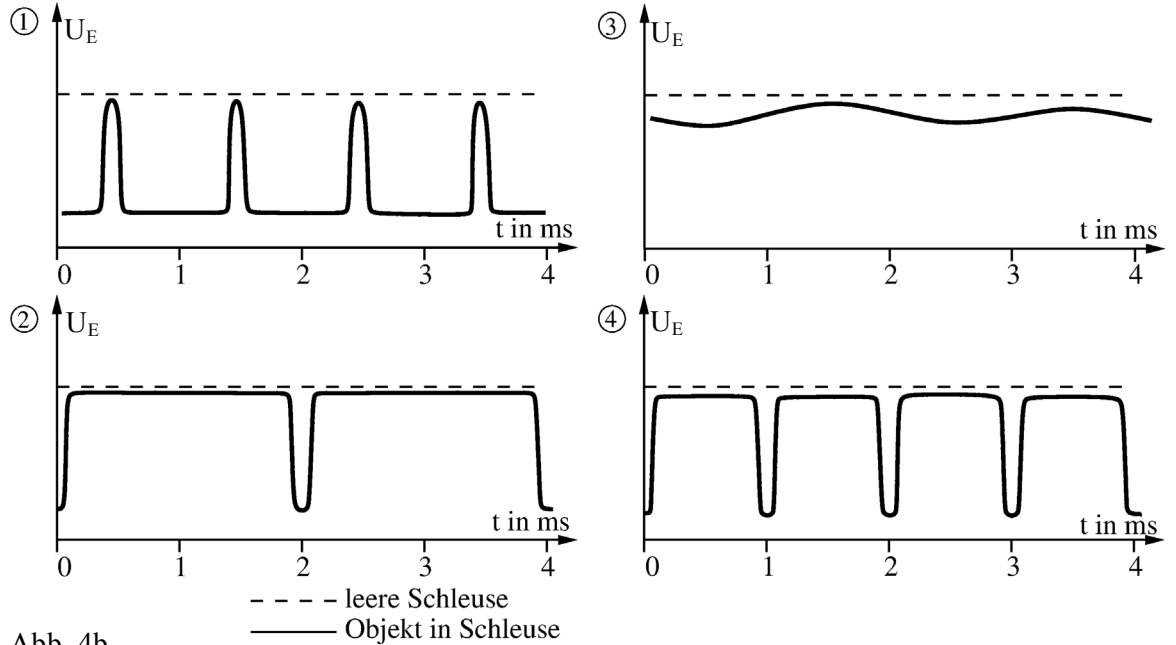 ① U_E
t in ms
0 1 2 3 4
② U_E
t in ms
0 1 2 3 4
③ U_E
t in ms
0 1 2 3 4
④ U_E
t in ms
0 1 2 3 4
leere Schleuse
Objekt in Schleuse
Abb. 4b